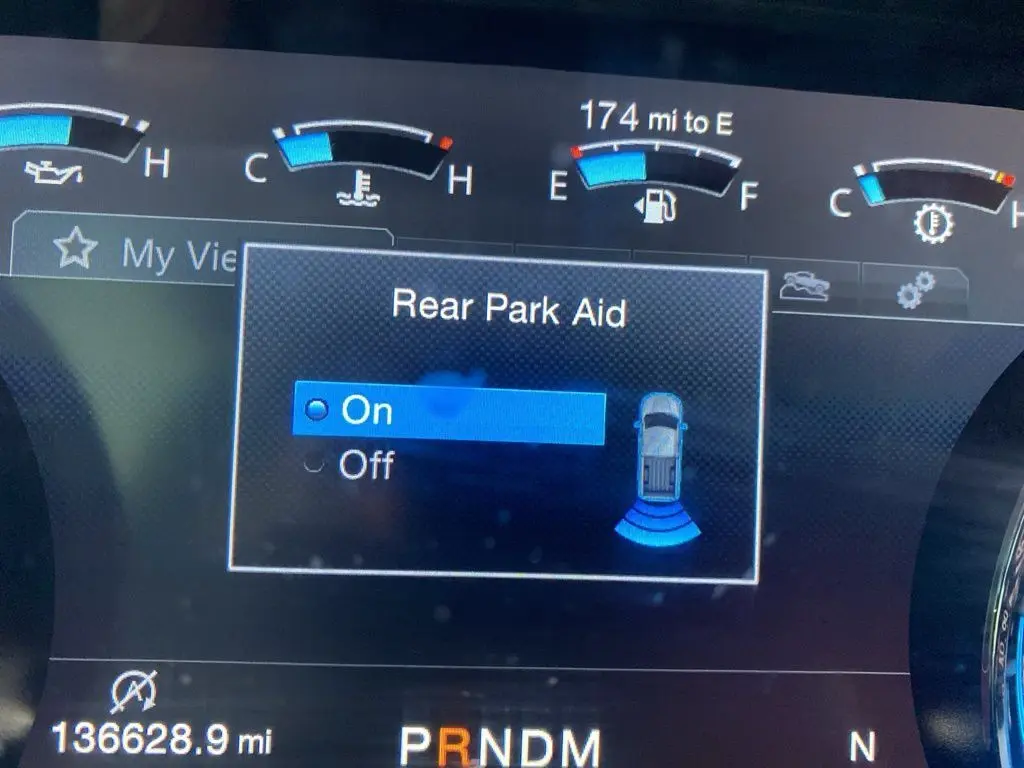 174 mi to E
H
C H
E F
C H
My Vie
Rear Park Aid
On
Off
A
136628.9 mi
PRNDM
N